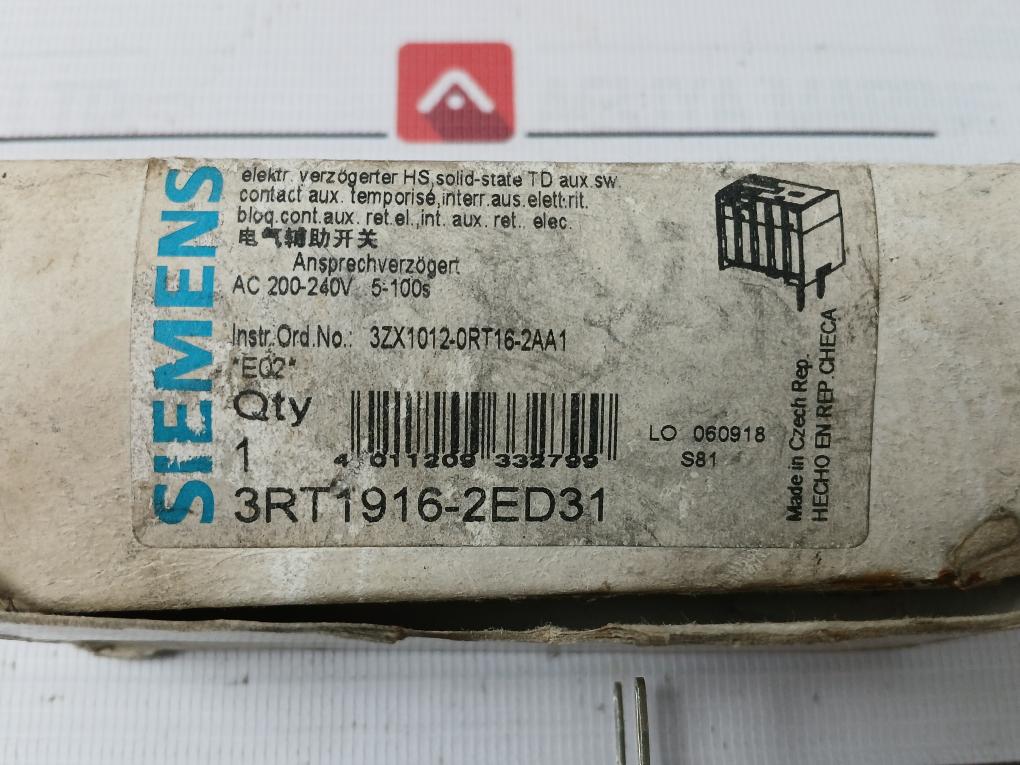 SIEMENS
elektr. verzögerter HS,solid-state TD aux.sw.
contact aux. temporisé,interr.aus.elett.rit.
bloq.cont.aux. ret.el.,int. aux. ret.. elec.
电气辅助开关
Ansprechverzögert
AC 200-240V 5-100s
Instr.Ord.No.: 3ZX1012-0RT16-2AA1
*EQ2*
Qty
1
4 011209 332799
LO 060918
S81
3RT1916-2ED31
Made in Czech Rep.
HECHO EN REP.CHECA